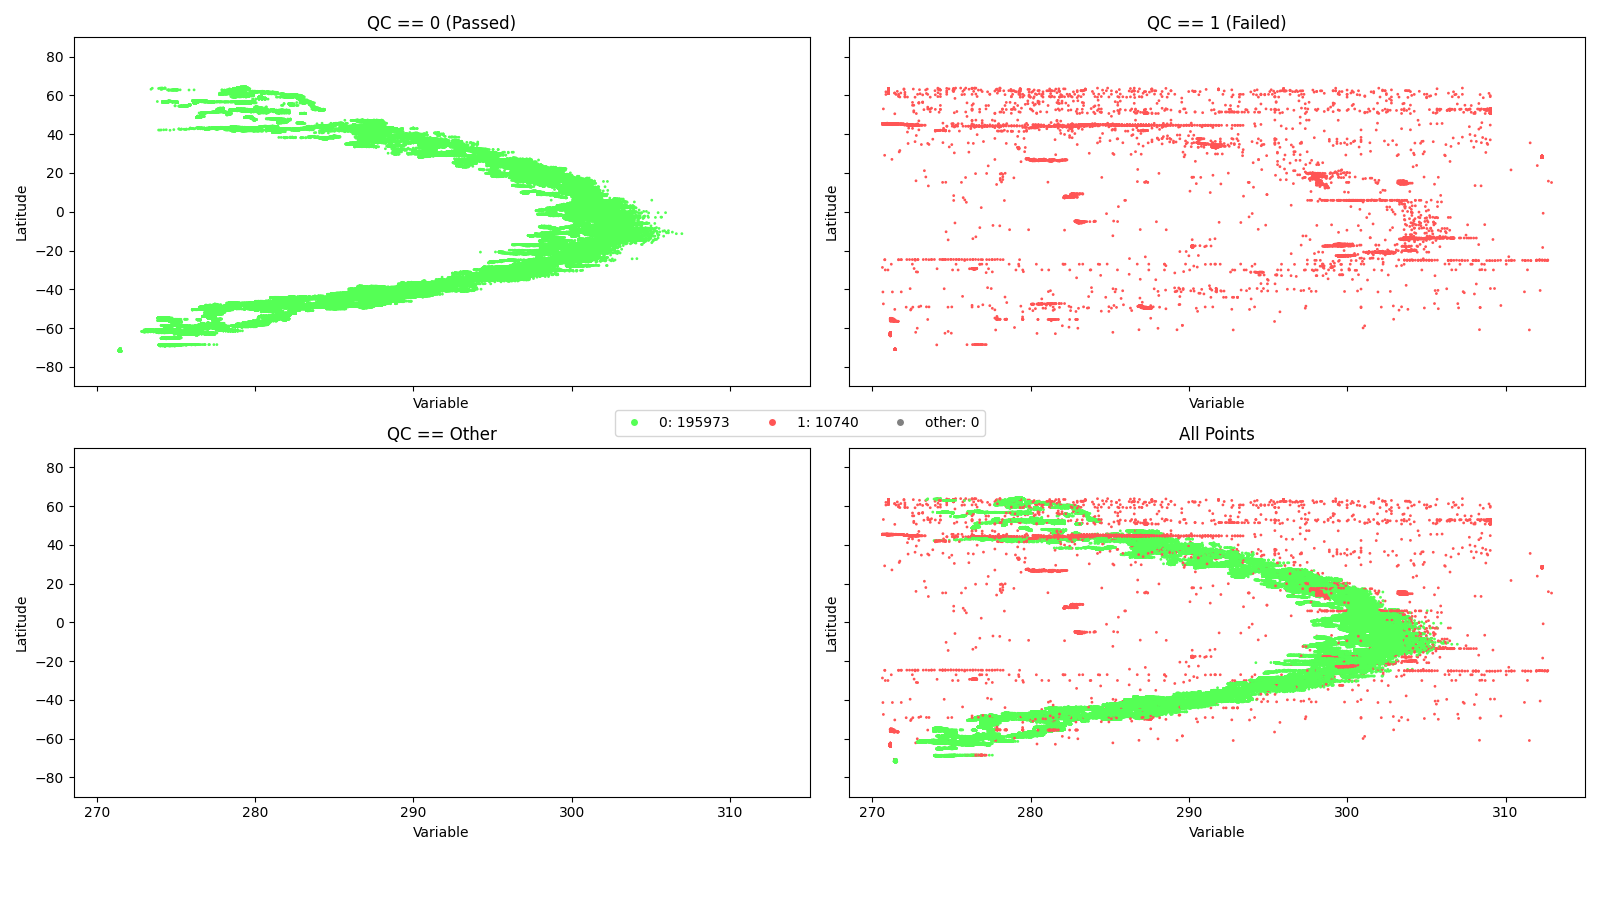 QC == 0 (Passed)
QC == 1 (Failed)
80
60
40
20
0
−20
−40
−60
−80
Latitude
Latitude
Variable
Variable
0: 195973 1: 10740 other: 0
QC == Other
All Points
80
60
40
20
0
−20
−40
−60
−80
Latitude
Latitude
270 280 290 300 310
270 280 290 300 310
Variable
Variable